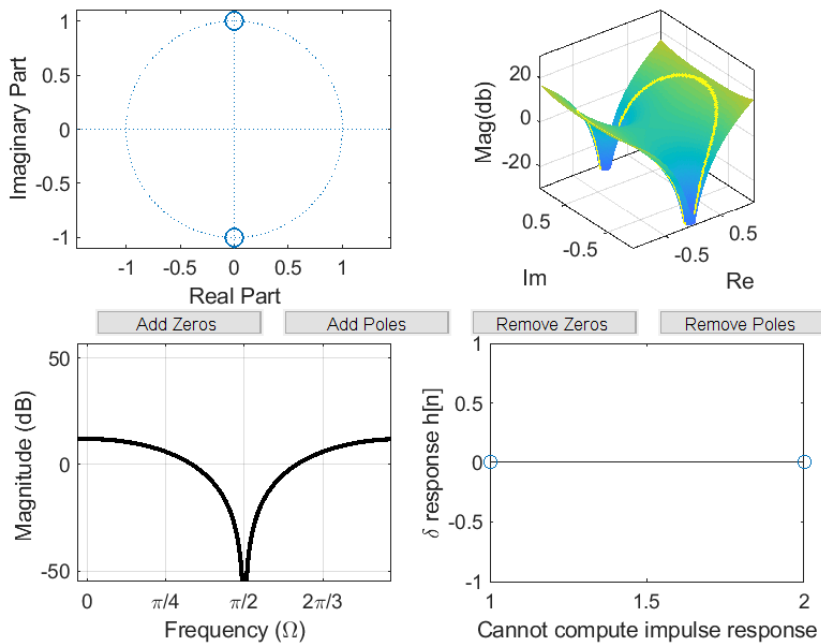 1
0.5
0
-0.5
-1
Imaginary Part
-1 -0.5 0 0.5 1
Real Part
20
0
-20
Mag(db)
0.5
-0.5
Im
-0.5
0.5
Re
Add Zeros
Add Poles
Remove Zeros
Remove Poles
50
0
-50
Magnitude (dB)
0 π/4 π/2 2π/3
Frequency (Ω)
1
0.5
0
-0.5
-1
δ response h[n]
1 1.5 2
Cannot compute impulse response